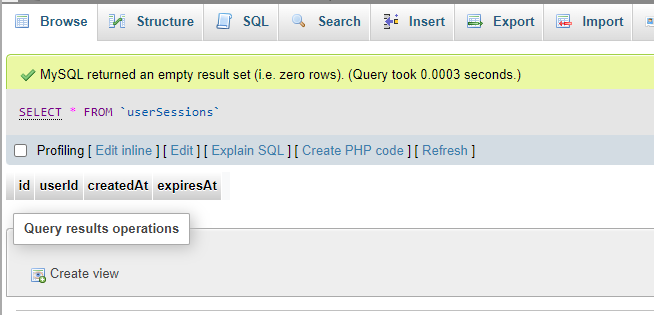 Browse Structure SQL Search Insert Export Import
MySQL returned an empty result set (i.e. zero rows). (Query took 0.0003 seconds.)
SELECT * FROM `userSessions`
Profiling [ Edit inline ] [ Edit ] [ Explain SQL ] [ Create PHP code ] [ Refresh ]
id userId createdAt expiresAt
Query results operations
Create view